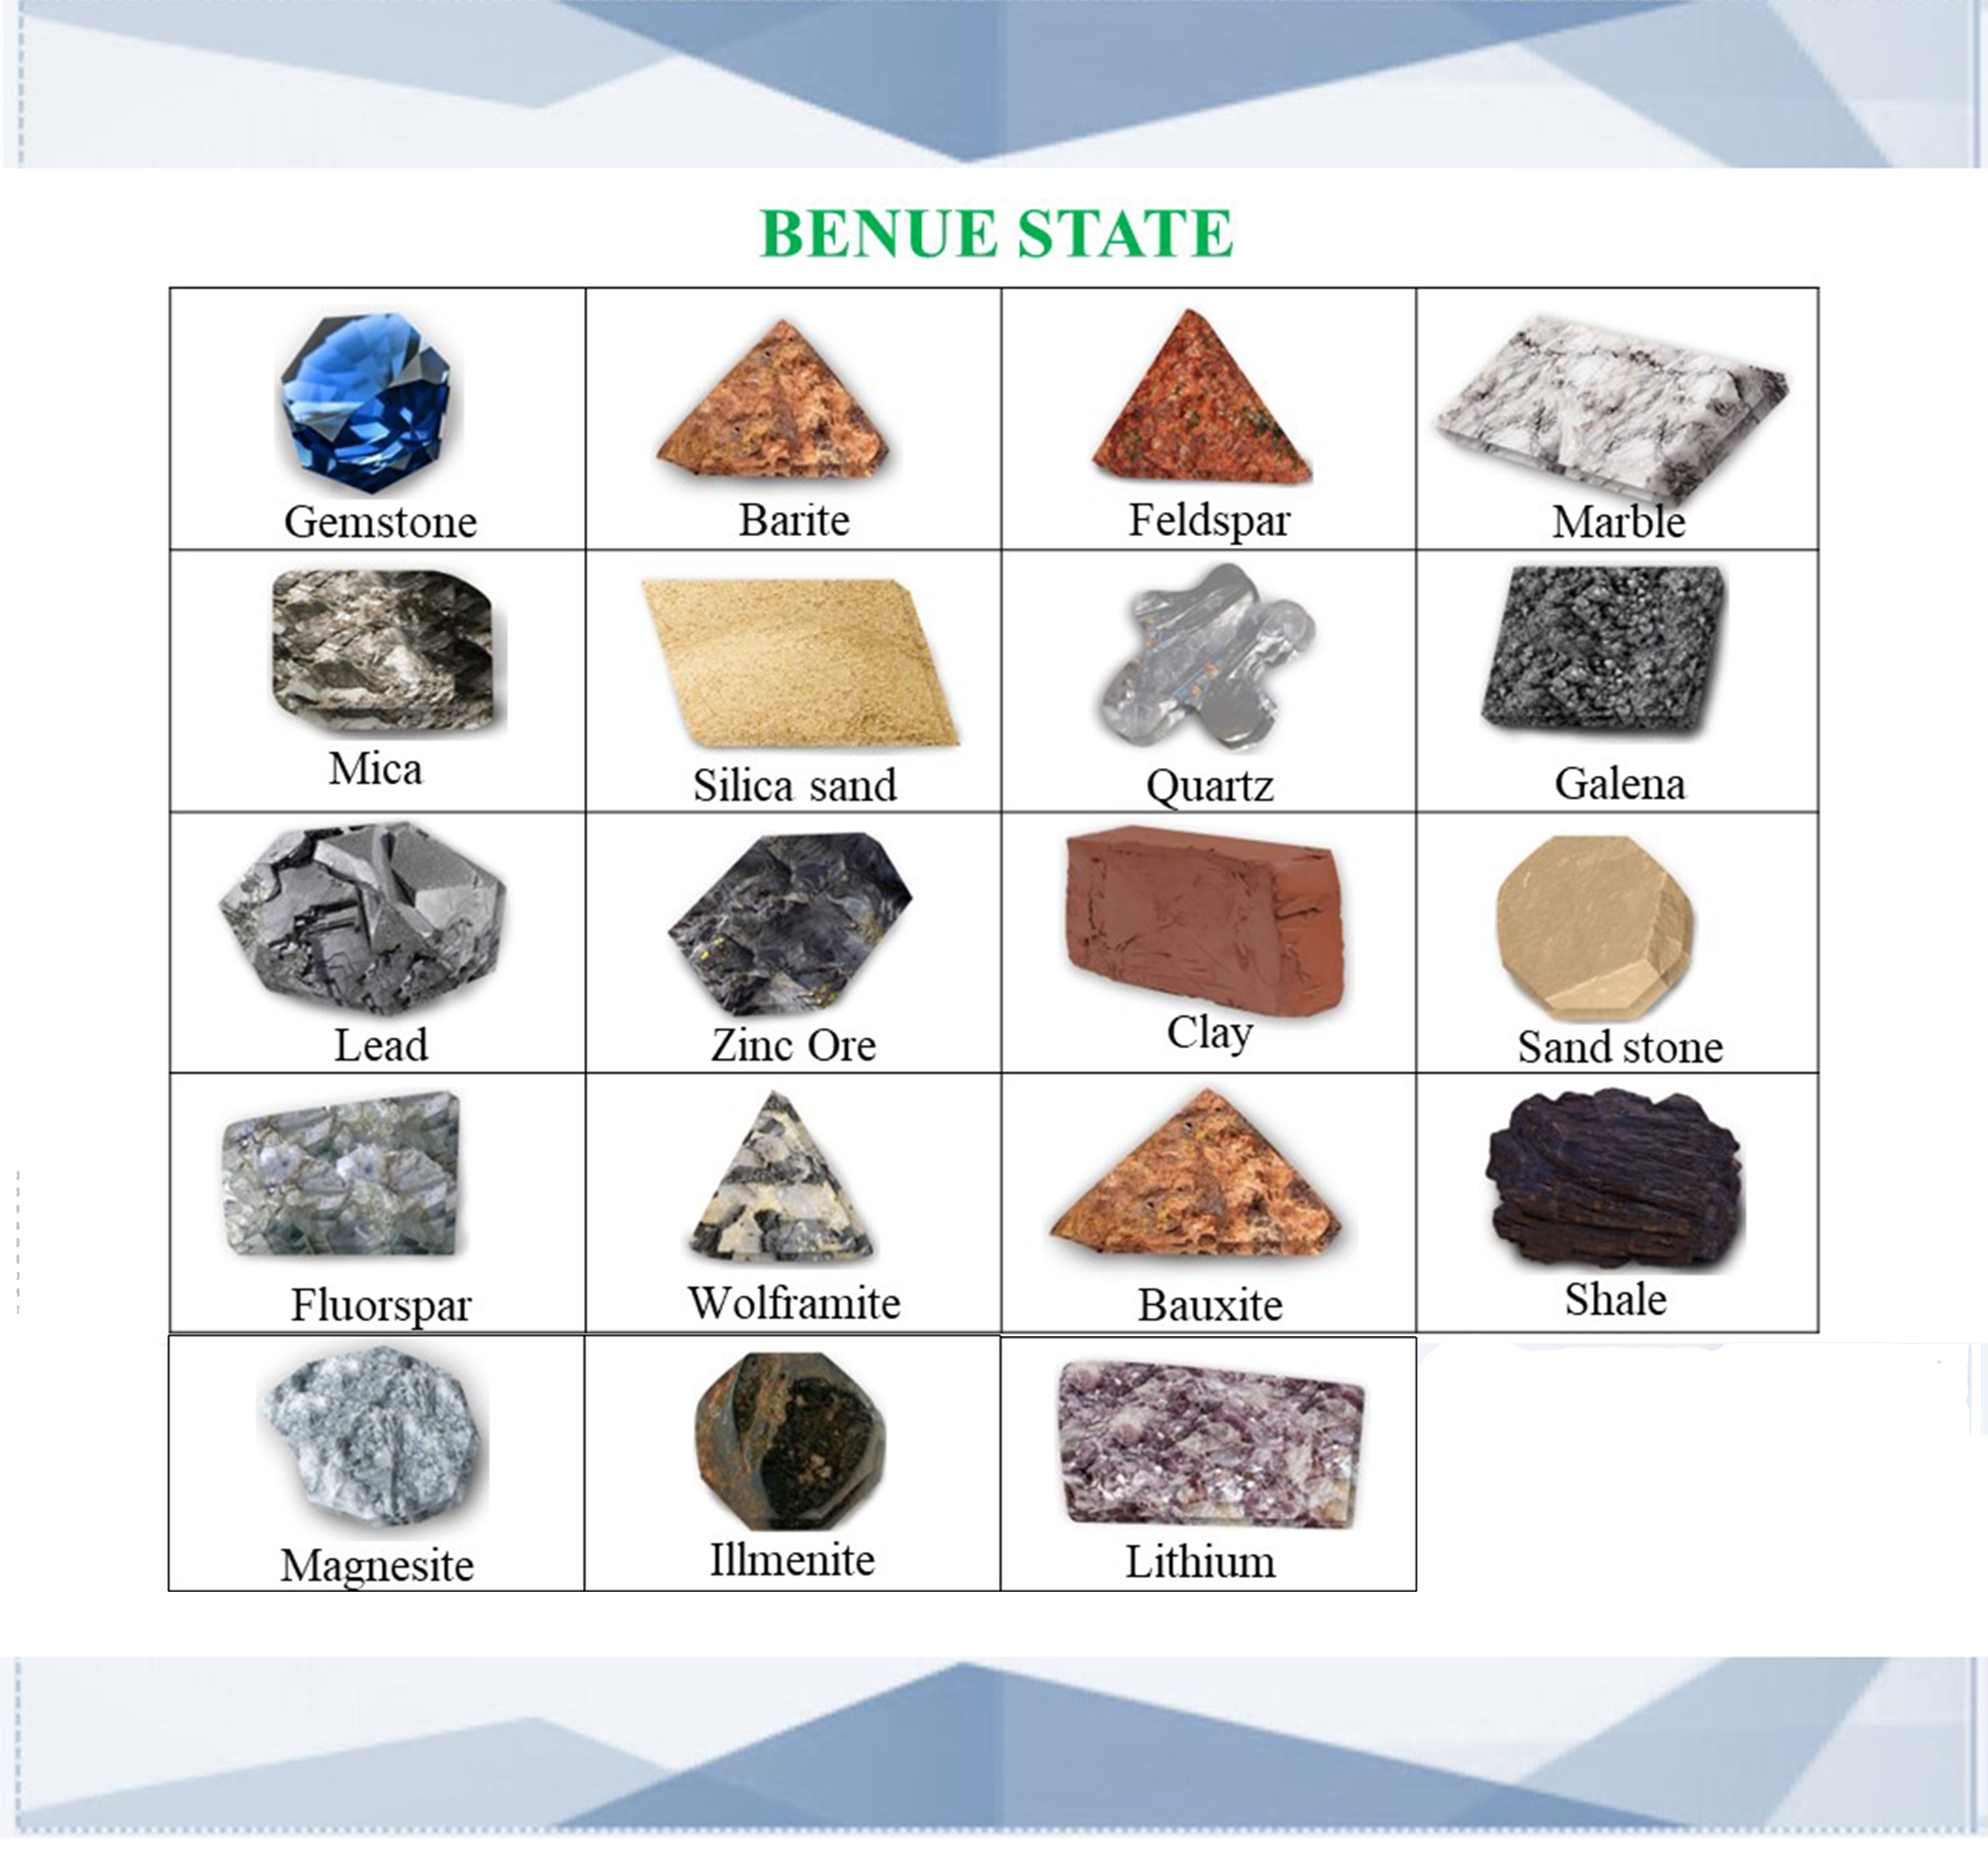 BENUE STATE
Gemstone
Barite
Feldspar
Marble
Mica
Silica sand
Quartz
Galena
Lead
Zinc Ore
Clay
Sand stone
Fluorspar
Wolframite
Bauxite
Shale
Magnesite
Illmenite
Lithium